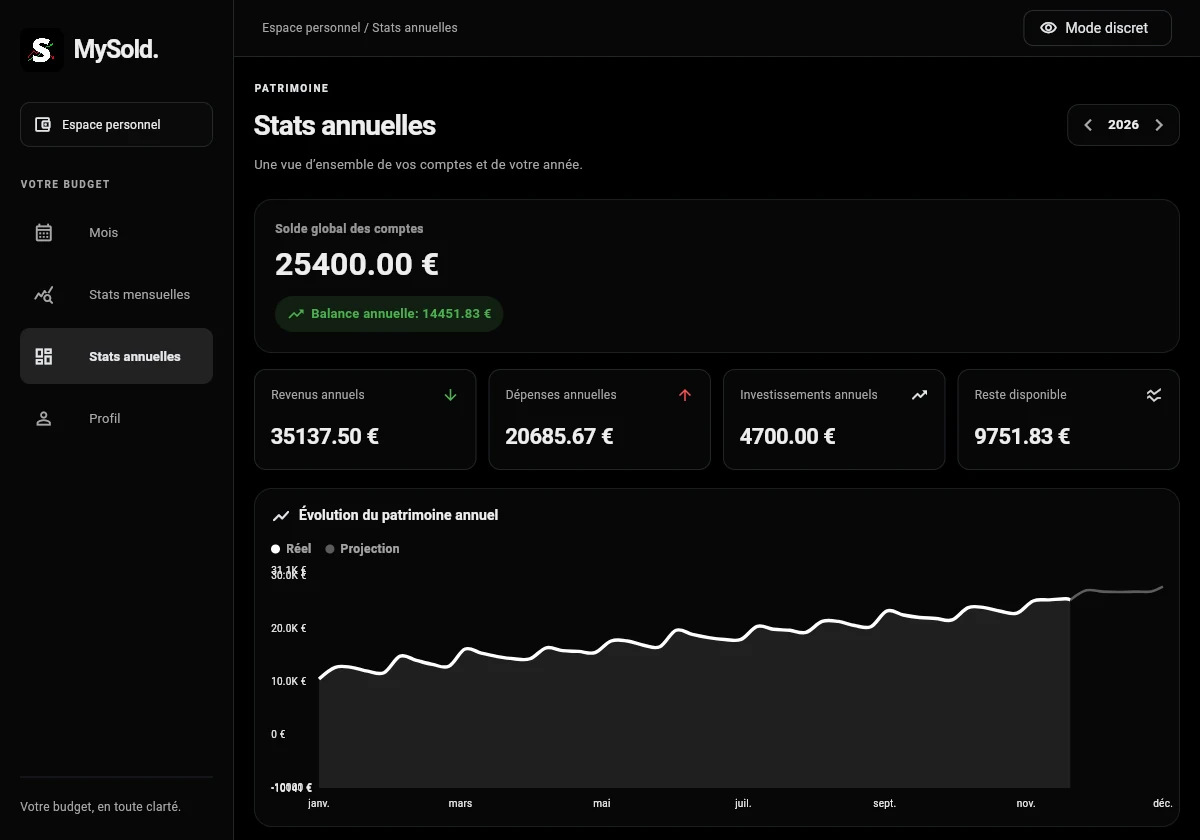 MySold.
Espace personnel
VOTRE BUDGET
Mois
Stats mensuelles
Stats annuelles
Profil
Votre budget, en toute clarté.
Espace personnel / Stats annuelles
Mode discret
PATRIMOINE
Stats annuelles
2026
Une vue d'ensemble de vos comptes et de votre année.
Solde global des comptes
25400.00 €
Balance annuelle: 14451.83 €
Revenus annuels
35137.50 €
Dépenses annuelles
20685.67 €
Investissements annuels
4700.00 €
Reste disponible
9751.83 €
Évolution du patrimoine annuel
Réel
Projection
31.1K €
30.0K €
20.0K €
10.0K €
0 €
janv.
mars
mai
juil.
sept.
nov.
déc.